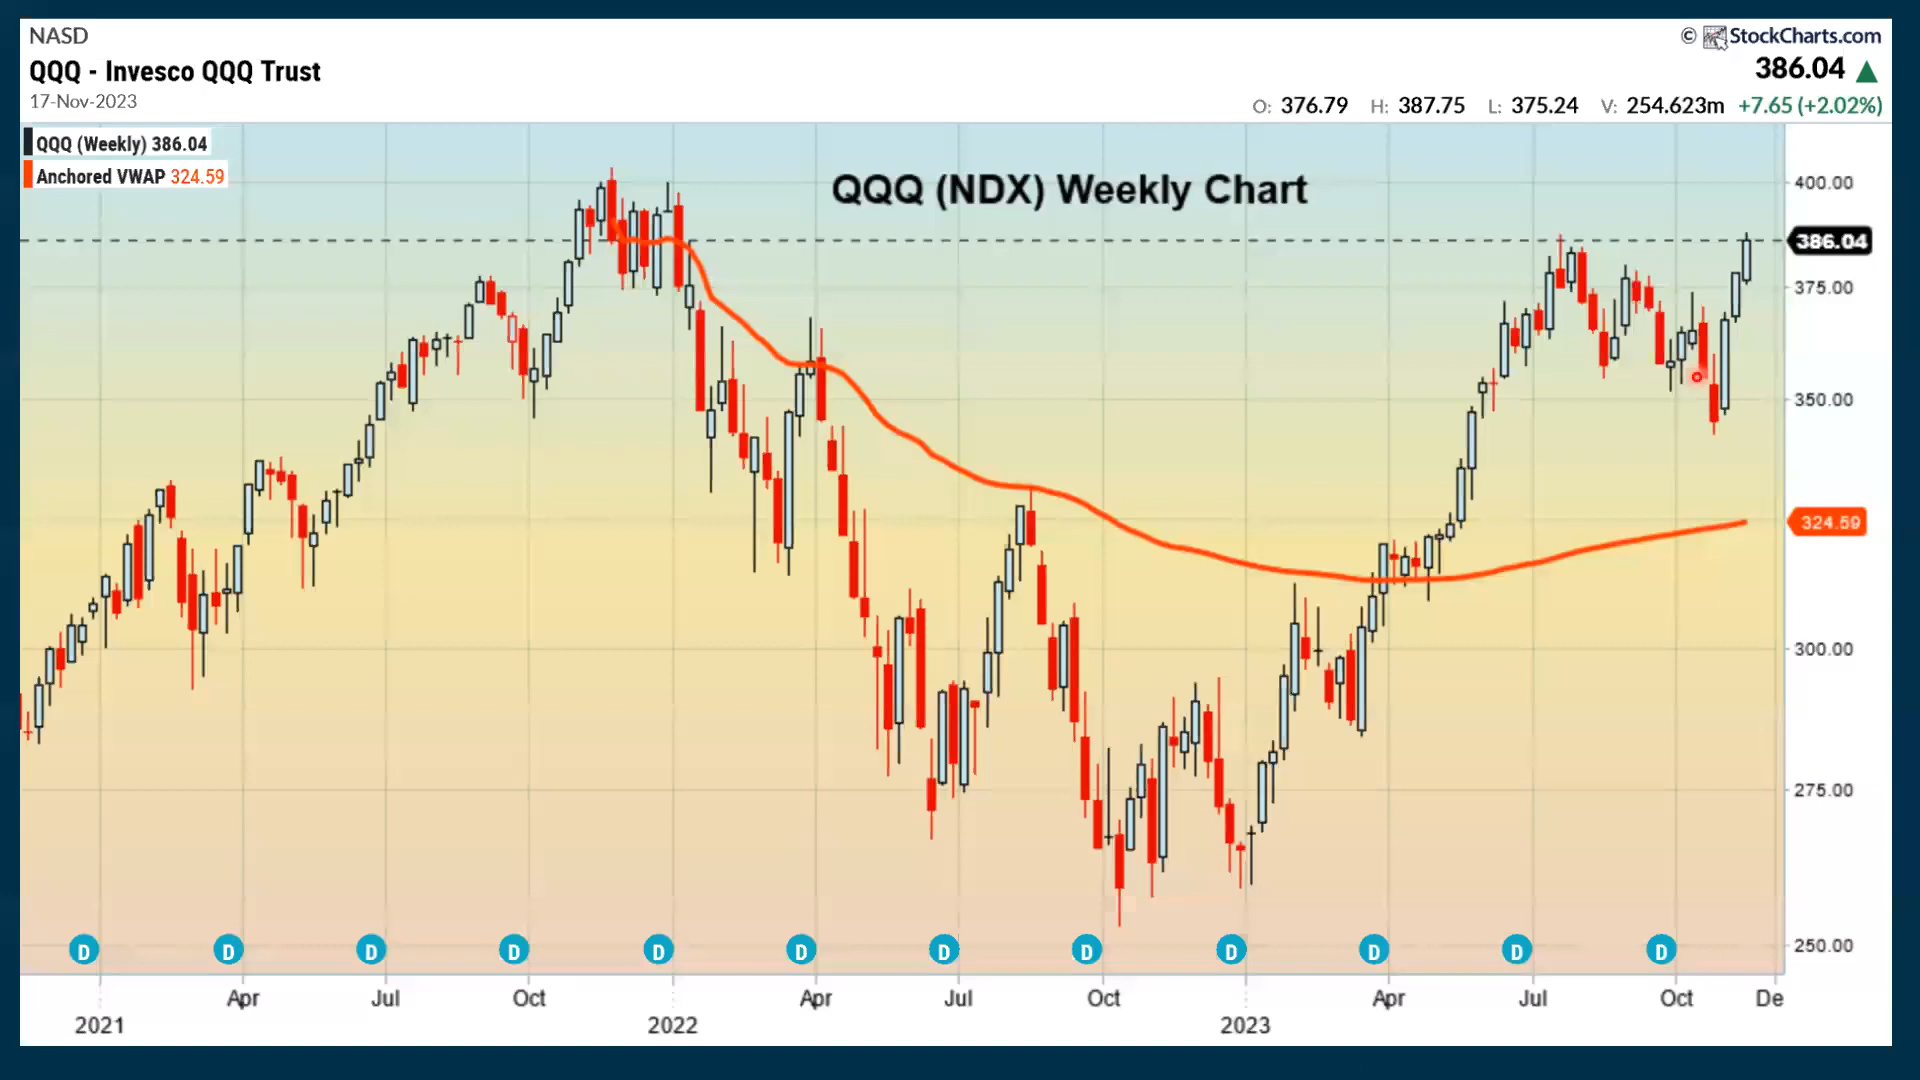 NASD
© StockCharts.com
QQQ - Invesco QQQ Trust
386.04
17-Nov-2023
O: 376.79 H: 387.75 L: 375.24 V: 254.623m +7.65 (+2.02%)
QQQ (Weekly) 386.04
Anchored VWAP 324.59
QQQ (NDX) Weekly Chart
400.00
386.04
375.00
350.00
324.59
300.00
275.00
250.00
D D D D D D D D D D D D
Apr Jul Oct Apr Jul Oct Apr Jul Oct De
2021 2022 2023